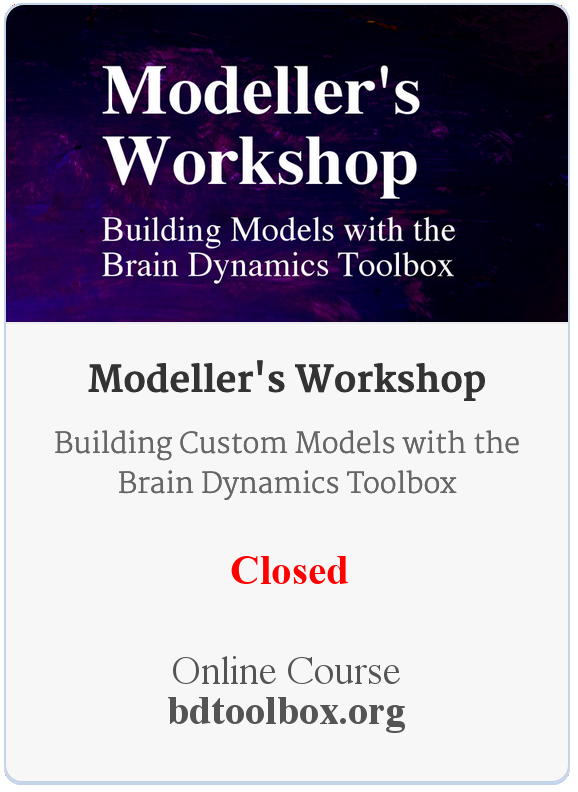 Modeller's
Workshop
Building Models with the
Brain Dynamics Toolbox
Modeller's Workshop
Building Custom Models with the
Brain Dynamics Toolbox
Closed
Online Course
bdtoolbox.org